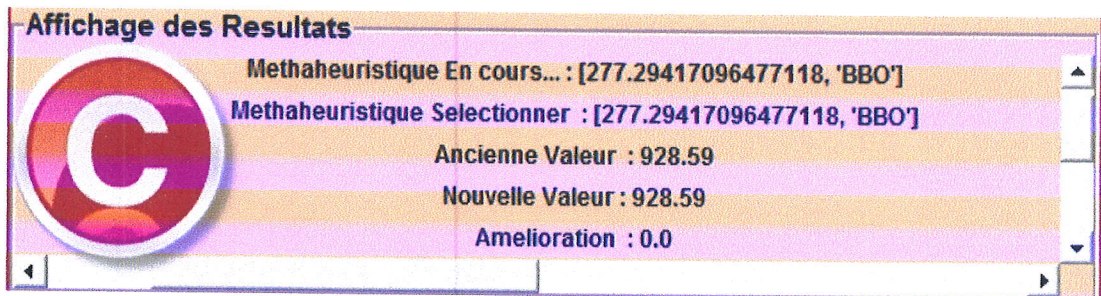 Affichage des Resultats
C
Methaheuristique En cours... : [277.29417096477118, 'BBO']
Methaheuristique Selectionner : [277.29417096477118, 'BBO']
Ancienne Valeur : 928.59
Nouvelle Valeur : 928.59
Amelioration : 0.0